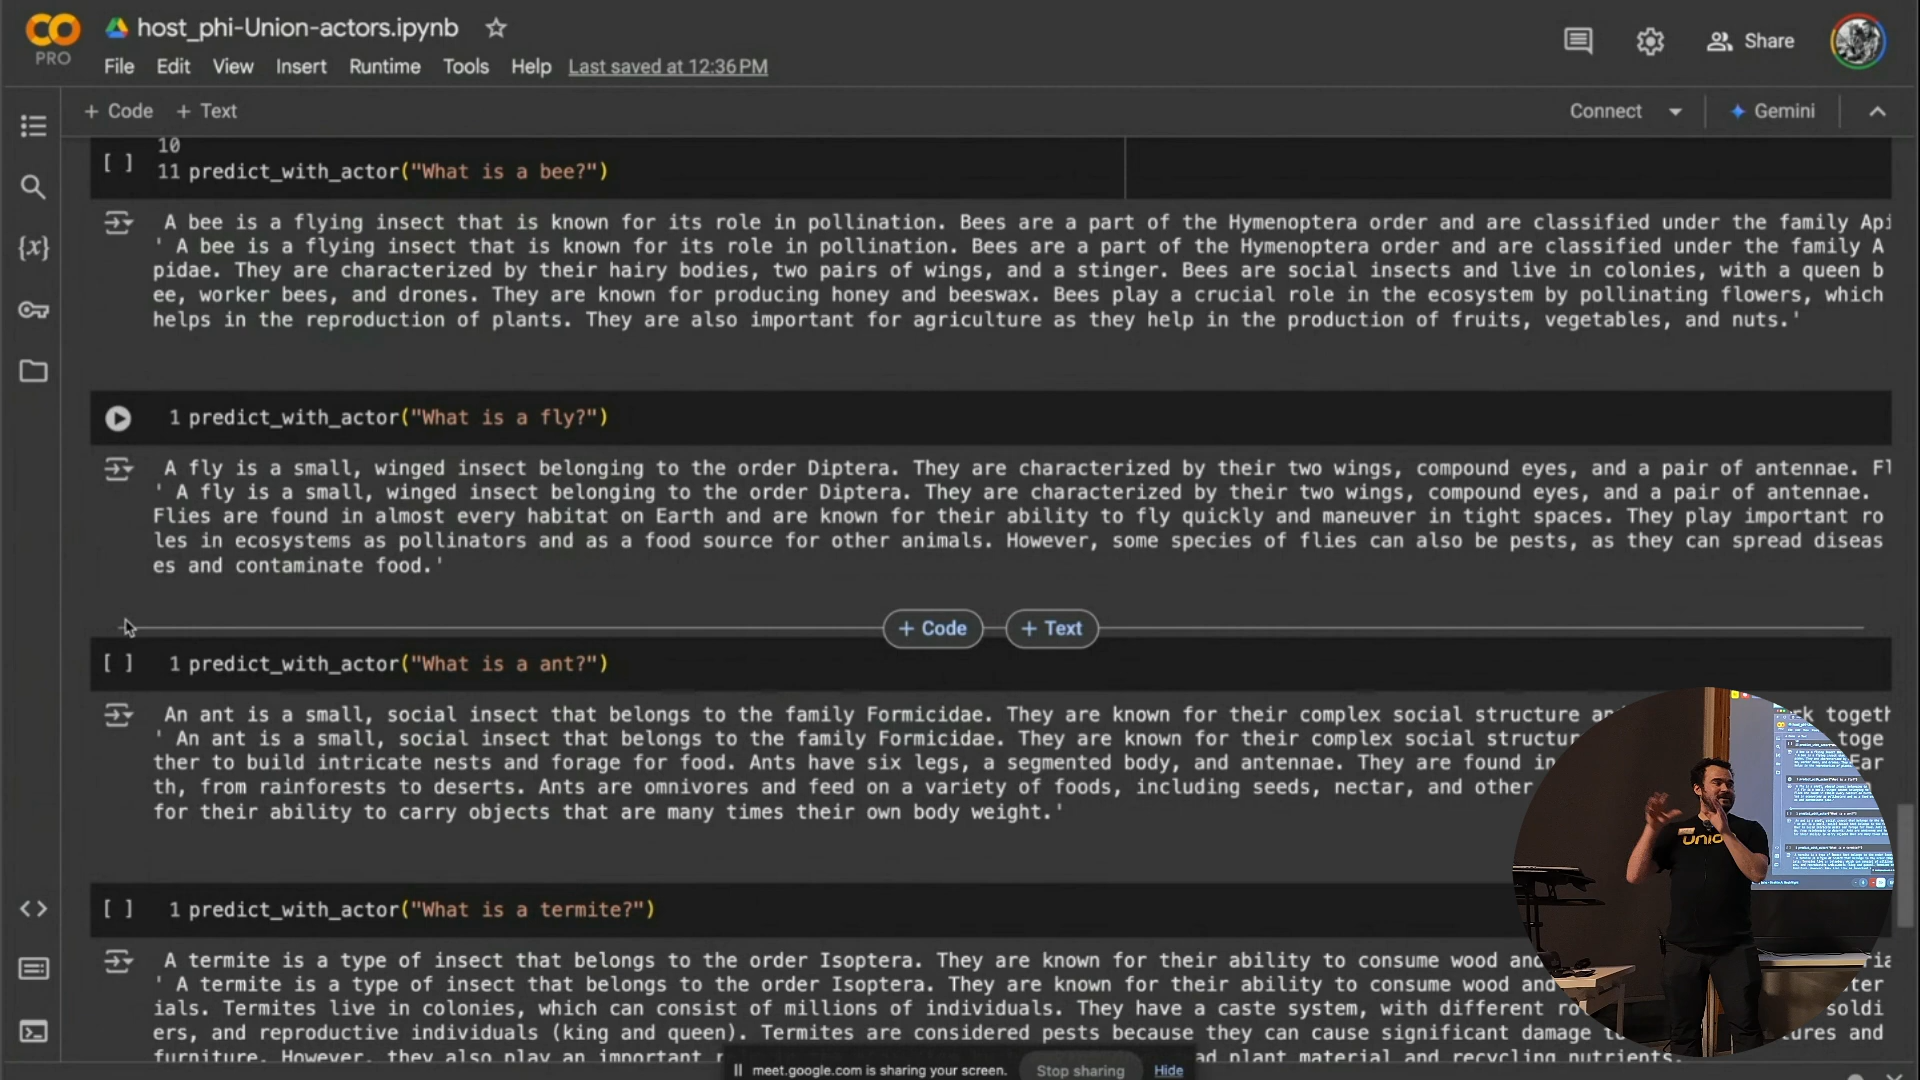 CO
PRO
host_phi-Union-actors.ipynb
File Edit View Insert Runtime Tools Help Last saved at 12:36 PM
Share
+ Code + Text
Connect
Gemini
{x}
10
[ ] 11 predict_with_actor("What is a bee?")
A bee is a flying insect that is known for its role in pollination. Bees are a part of the Hymenoptera order and are classified under the family Api
' A bee is a flying insect that is known for its role in pollination. Bees are a part of the Hymenoptera order and are classified under the family A
pidae. They are characterized by their hairy bodies, two pairs of wings, and a stinger. Bees are social insects and live in colonies, with a queen b
ee, worker bees, and drones. They are known for producing honey and beeswax. Bees play a crucial role in the ecosystem by pollinating flowers, which
helps in the reproduction of plants. They are also important for agriculture as they help in the production of fruits, vegetables, and nuts.'
1 predict_with_actor("What is a fly?")
A fly is a small, winged insect belonging to the order Diptera. They are characterized by their two wings, compound eyes, and a pair of antennae. Fl
' A fly is a small, winged insect belonging to the order Diptera. They are characterized by their two wings, compound eyes, and a pair of antennae.
Flies are found in almost every habitat on Earth and are known for their ability to fly quickly and maneuver in tight spaces. They play important ro
les in ecosystems as pollinators and as a food source for other animals. However, some species of flies can also be pests, as they can spread diseas
es and contaminate food.'
+ Code + Text
[ ] 1 predict_with_actor("What is a ant?")
An ant is a small, social insect that belongs to the family Formicidae. They are known for their complex social structure togeth
' An ant is a small, social insect that belongs to the family Formicidae. They are known for their complex social toge
ther to build intricate nests and forage for food. Ants have six legs, a segmented body, and antennae. They are found in Ear
th, from rainforests to deserts. Ants are omnivores and feed on a variety of foods, including seeds, nectar, and other
for their ability to carry objects that are many times their own body weight.'
[ ] 1 predict_with_actor("What is a termite?")
A termite is a type of insect that belongs to the order Isoptera. They are known for their ability to consume wood
' A termite is a type of insect that belongs to the order Isoptera. They are known for their ability to consume wood
ials. Termites live in colonies, which can consist of millions of individuals. They have a caste system, with different soldi
ers, and reproductive individuals (king and queen). Termites are considered pests because they can cause significant damage and
furniture. However, they also play an important plant material and recycling nutrients.
meet.google.com is sharing your screen. Stop sharing Hide